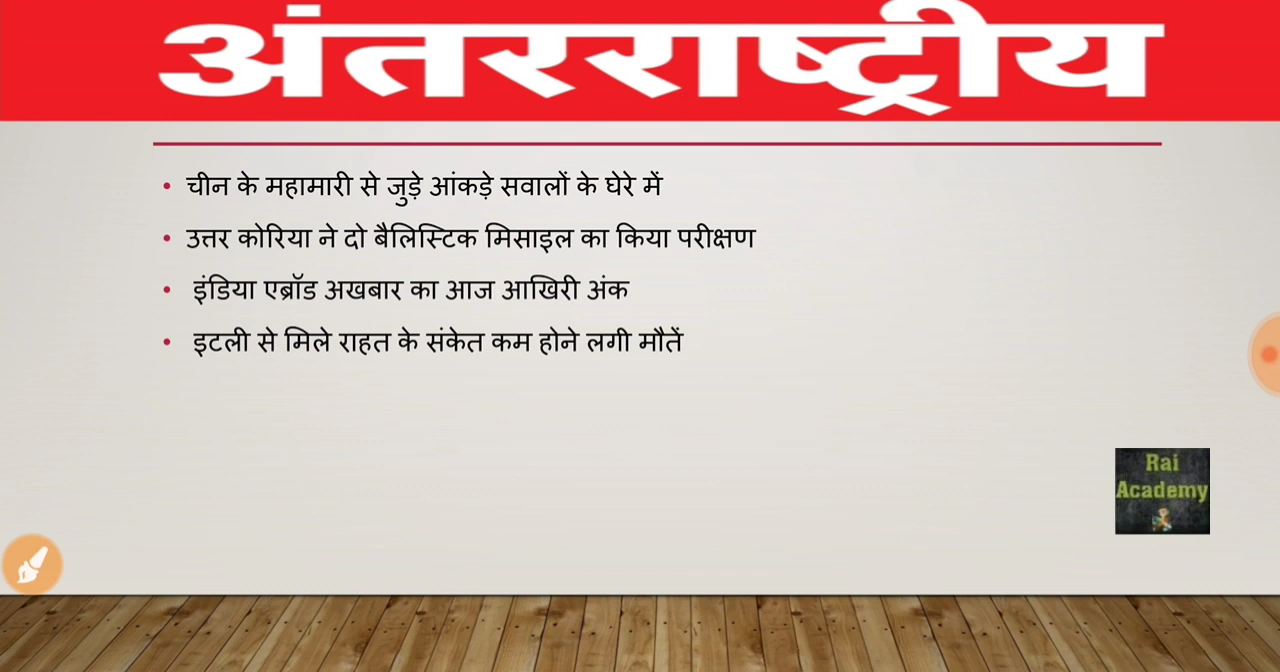 अंतरराष्ट्रीय
• चीन के महामारी से जुड़े आंकड़े सवालों के घेरे में
• उत्तर कोरिया ने दो बैलिस्टिक मिसाइल का किया परीक्षण
• इंडिया एब्रॉड अखबार का आज आखिरी अंक
• इटली से मिले राहत के संकेत कम होने लगी मौतें
Rai
Academy